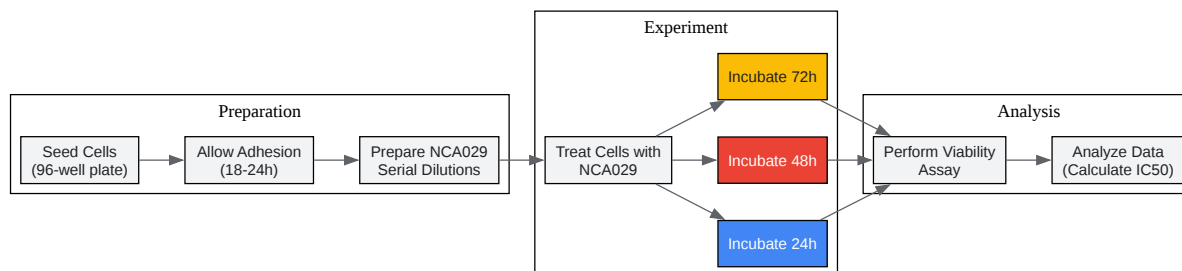 Preparation
Seed Cells
(96-well plate)
Allow Adhesion
(18-24h)
Prepare NCA029
Serial Dilutions
Experiment
Treat Cells with
NCA029
Incubate 72h
Incubate 48h
Incubate 24h
Analysis
Perform Viability
Assay
Analyze Data
(Calculate IC50)